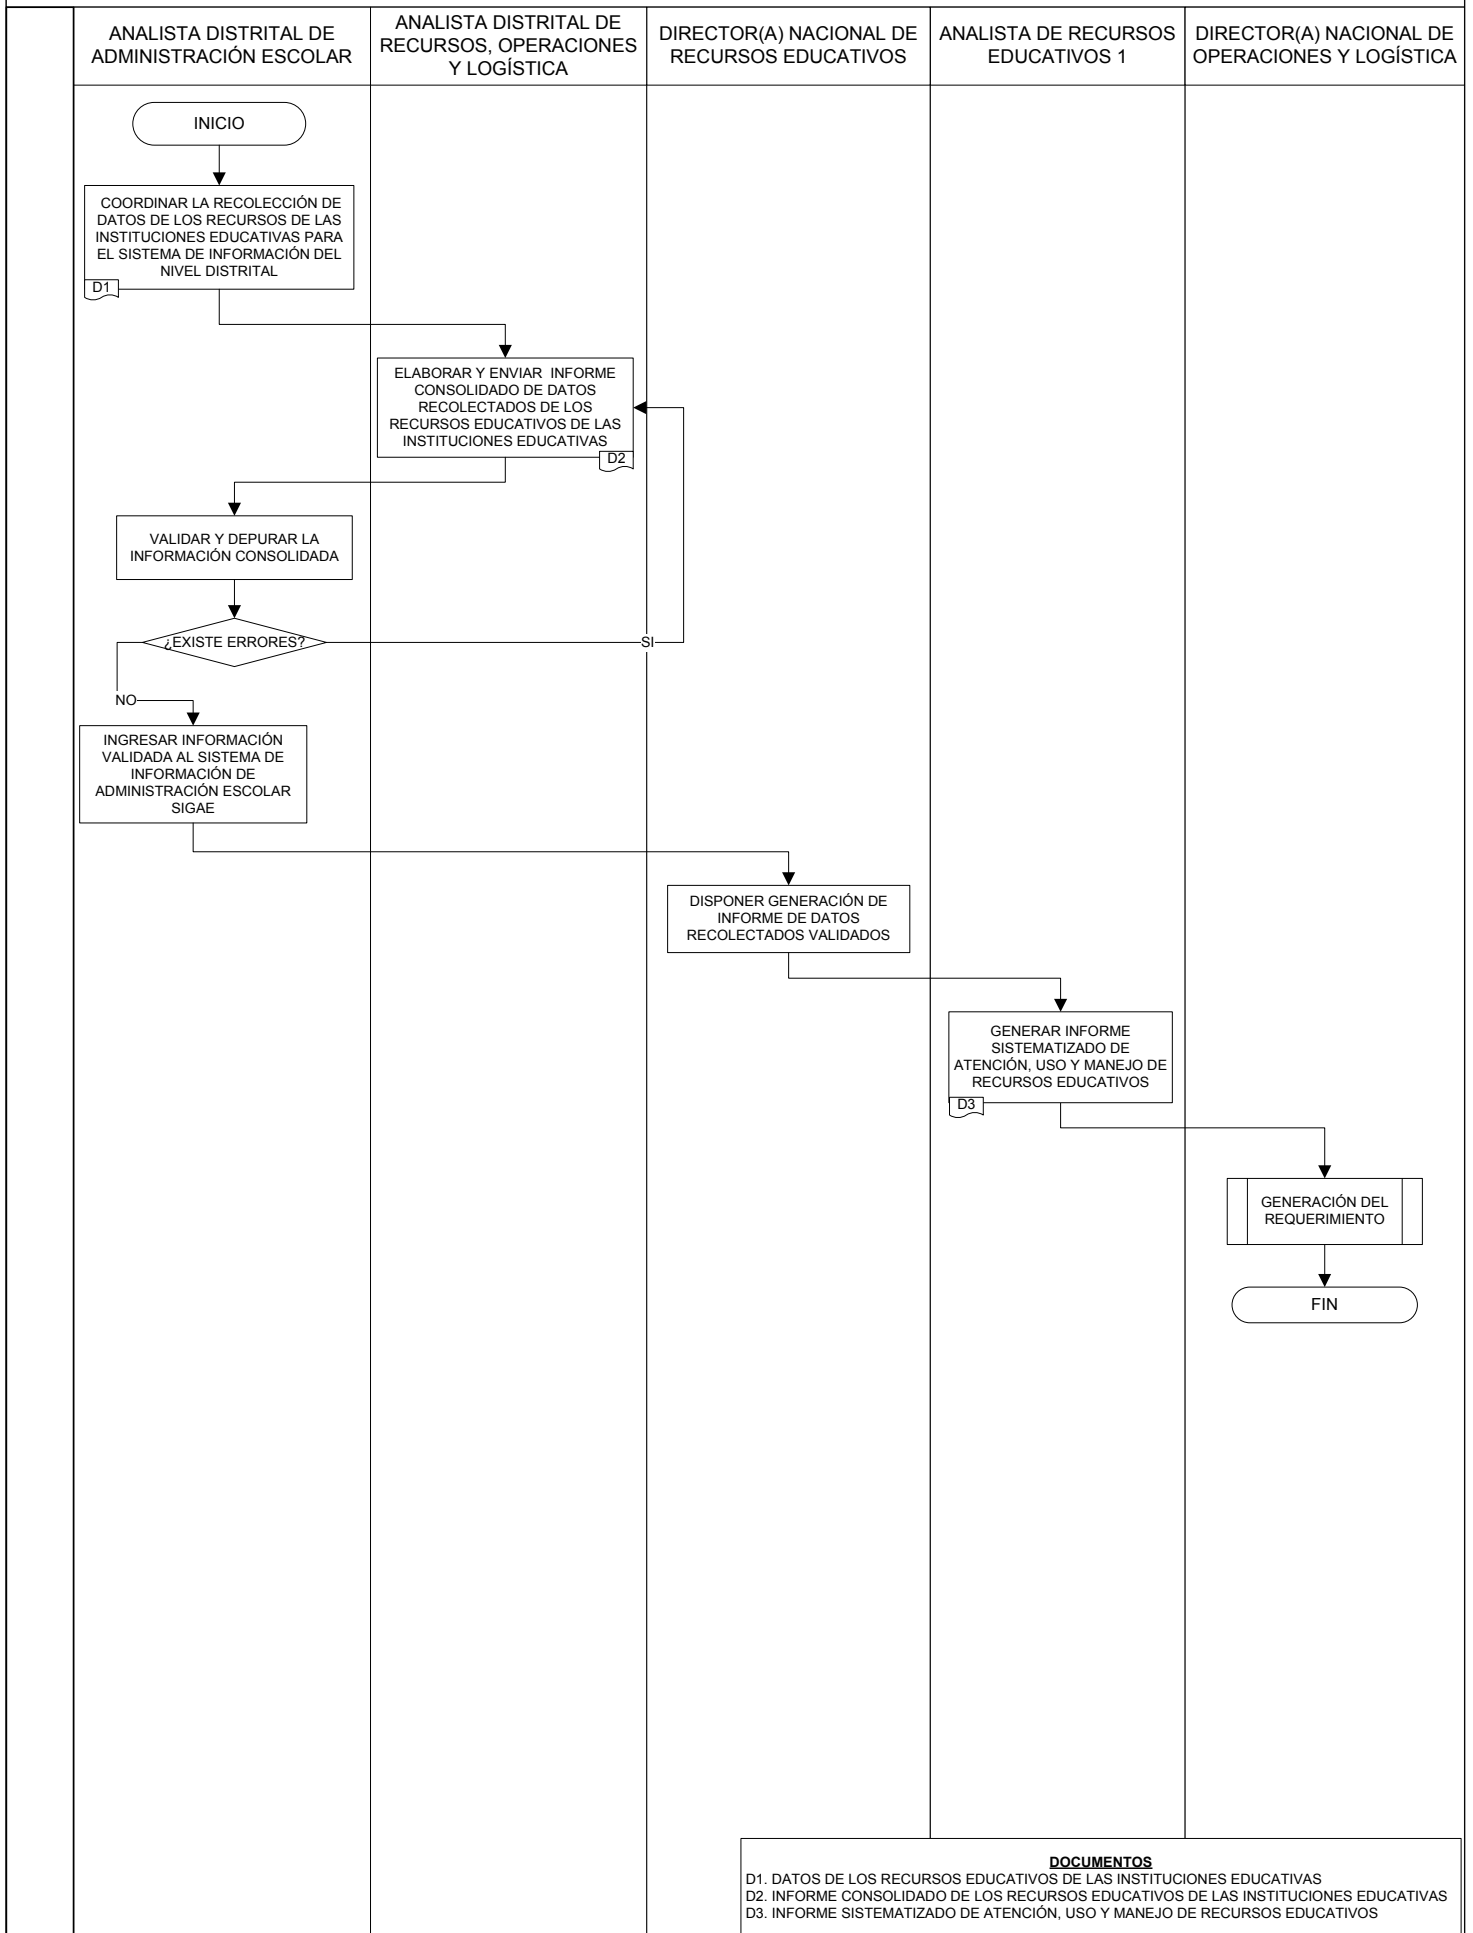 ANALISTA DISTRITAL DE
ADMINISTRACIÓN ESCOLAR
ANALISTA DISTRITAL DE
RECURSOS, OPERACIONES
Y LOGÍSTICA
DIRECTOR(A) NACIONAL DE
RECURSOS EDUCATIVOS
ANALISTA DE RECURSOS
EDUCATIVOS 1
DIRECTOR(A) NACIONAL DE
OPERACIONES Y LOGÍSTICA
INICIO
COORDINAR LA RECOLECCIÓN DE
DATOS DE LOS RECURSOS DE LAS
INSTITUCIONES EDUCATIVAS PARA
EL SISTEMA DE INFORMACIÓN DEL
NIVEL DISTRITAL
D1
ELABORAR Y ENVIAR INFORME
CONSOLIDADO DE DATOS
RECOLECTADOS DE LOS
RECURSOS EDUCATIVOS DE LAS
INSTITUCIONES EDUCATIVAS
D2
VALIDAR Y DEPURAR LA
INFORMACIÓN CONSOLIDADA
¿EXISTE ERRORES?
SI
NO
INGRESAR INFORMACIÓN
VALIDADA AL SISTEMA DE
INFORMACIÓN DE
ADMINISTRACIÓN ESCOLAR
SIGAE
DISPONER GENERACIÓN DE
INFORME DE DATOS
RECOLECTADOS VALIDADOS
GENERAR INFORME
SISTEMATIZADO DE
ATENCIÓN, USO Y MANEJO DE
RECURSOS EDUCATIVOS
D3
GENERACIÓN DEL
REQUERIMIENTO
FIN
DOCUMENTOS
D1. DATOS DE LOS RECURSOS EDUCATIVOS DE LAS INSTITUCIONES EDUCATIVAS
D2. INFORME CONSOLIDADO DE LOS RECURSOS EDUCATIVOS DE LAS INSTITUCIONES EDUCATIVAS
D3. INFORME SISTEMATIZADO DE ATENCIÓN, USO Y MANEJO DE RECURSOS EDUCATIVOS